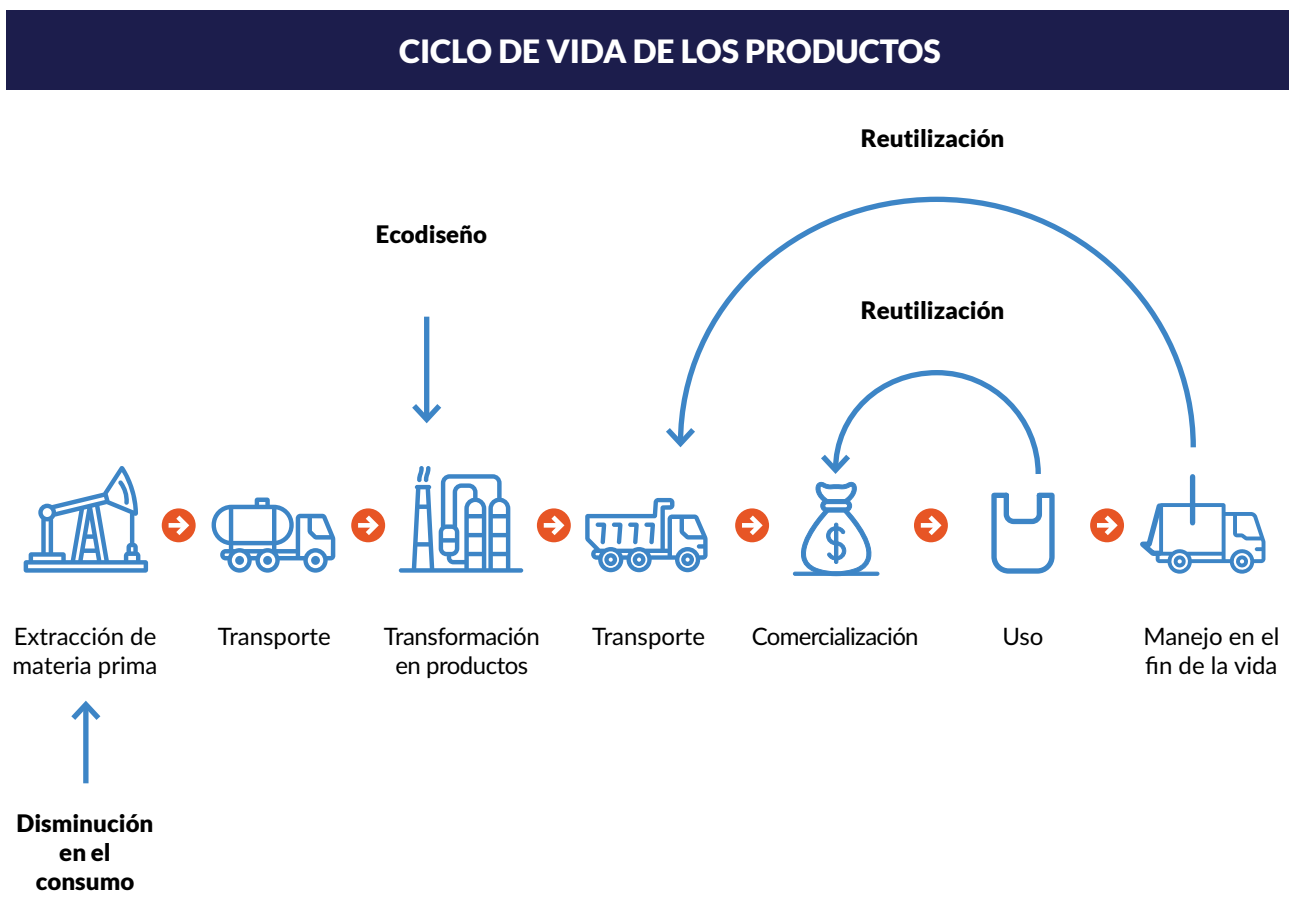 CICLO DE VIDA DE LOS PRODUCTOS
Reutilización
Ecodiseño
Reutilización
$
Extracción de
materia prima
Transporte
Transformación
en productos
Transporte
Comercialización
Uso
Manejo en el
fin de la vida
Disminución
en el
consumo